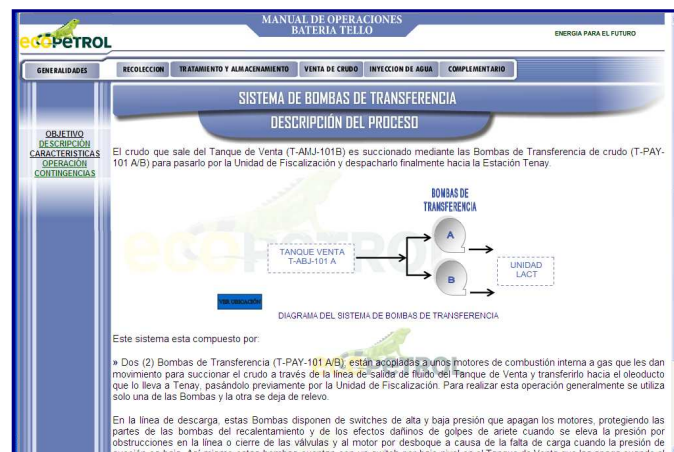 MANUAL DE OPERACIONES
BATERIA TELLO
ecOPETROL
ENERGIA PARA EL FUTURO
GENERALIDADES
RECOLECCION TRATAMIENTO Y ALMACENAMIENTO VENTA DE CRUDO INYECCION DE AGUA COMPLEMENTARIO
SISTEMA DE BOMBAS DE TRANSFERENCIA
DESCRIPCIÓN DEL PROCESO
OBJETIVO
DESCRIPCIÓN
CARACTERISTICAS
OPERACIÓN
CONTINGENCIAS
El crudo que sale del Tanque de Venta (T-AMJ-101B) es succionado mediante las Bombas de Transferencia de crudo (T-PAY-
101 A/B) para pasarlo por la Unidad de Fiscalización y despacharlo finalmente hacia la Estación Tenay.
BOMBAS DE
TRANSFERENCIA
A
TANQUE VENTA
T-ABJ-101 A
B
UNIDAD
LACT
ecOPETROL
VER UBICACIÓN
DIAGRAMA DEL SISTEMA DE BOMBAS DE TRANSFERENCIA
Este sistema esta compuesto por:
» Dos (2) Bombas de Transferencia (T-PAY-101 A/B), están acopladas a unos motores de combustión interna a gas que les dan
movimiento para succionar el crudo a través de la línea de salida de fluido del Tanque de Venta y transferirlo hacia el oleoducto
que lo lleva a Tenay, pasándolo previamente por la Unidad de Fiscalización. Para realizar esta operación generalmente se utiliza
solo una de las Bombas y la otra se deja de relevo.
En la línea de descarga, estas Bombas disponen de switches de alta y baja presión que apagan los motores, protegiendo las
partes de las bombas del recalentamiento y de los efectos dañinos de golpes de ariete cuando se eleva la presión por
obstrucciones en la línea o cierre de las válvulas y al motor por desboque a causa de la falta de carga cuando la presión de